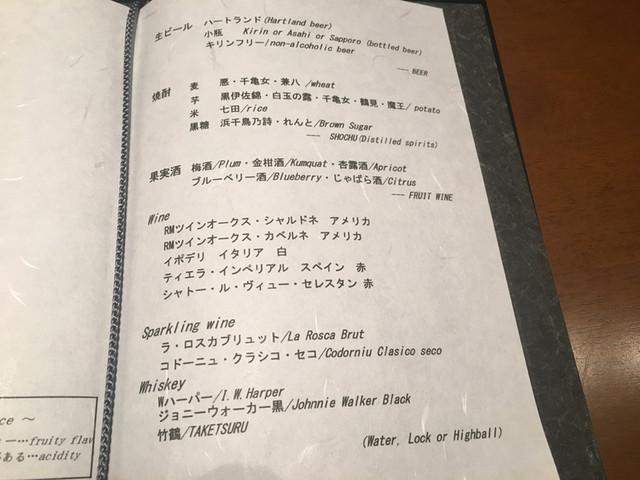 生ビール ハートランド(Hartland beer)
小瓶 Kirin or Asahi or Sapporo (bottled beer)
キリンフリー/non-alcoholic beer
--- BEER
焼酎 麦 悪・千亀女・兼八 /wheat
芋 黒伊佐錦・白玉の露・千亀女・鶴見・魔王/ potato
米 七田/rice
黒糖 浜千鳥乃詩・れんと/Brown Sugar
--- SHOCHU(Distilled spirits)
果実酒 梅酒/Plum・金柑酒/Kumquat・杏露酒/Apricot
ブルーベリー酒/Blueberry・じゃばら酒/Citrus
--- FRUIT WINE
Wine
RMツインオークス・シャルドネ アメリカ
RMツインオークス・カベルネ アメリカ
イポデリ イタリア 白
ティエラ・インペリアル スペイン 赤
シャトー・ル・ヴュー・セレスタン 赤
Sparkling wine
ラ・ロスカブリュット/La Rosca Brut
コドーニュ・クラシコ・セコ/Codorniu Clasico seco
Whiskey
Wハーパー/I.W.Harper
ジョニーウォーカー黒/Johnnie Walker Black
竹鶴/TAKETSURU
(Water, Lock or Highball)
ce ～
ー…fruity flav
ある…acidity